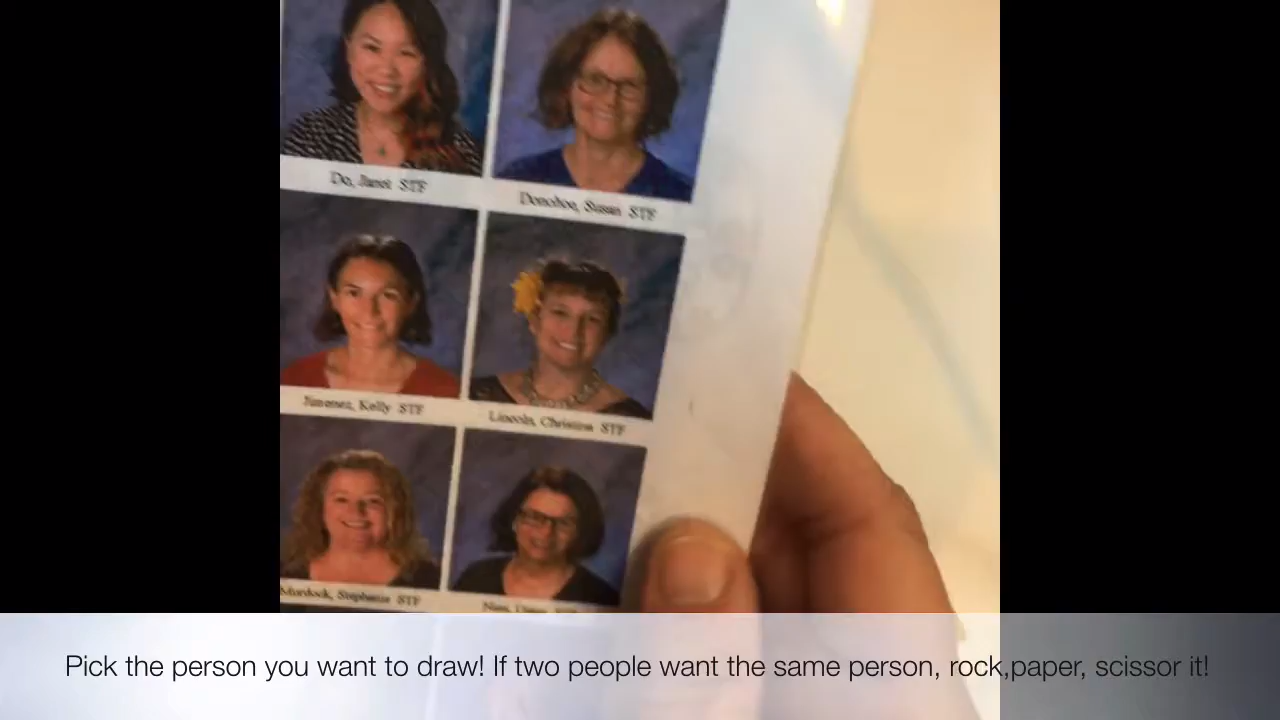 Do, Janet STF
Donohoe, Susan STF
Jimenez, Kelly STF
Lincoln, Christina STF
Murdock, Stephanie STF
Pick the person you want to draw! If two people want the same person, rock,paper, scissor it!